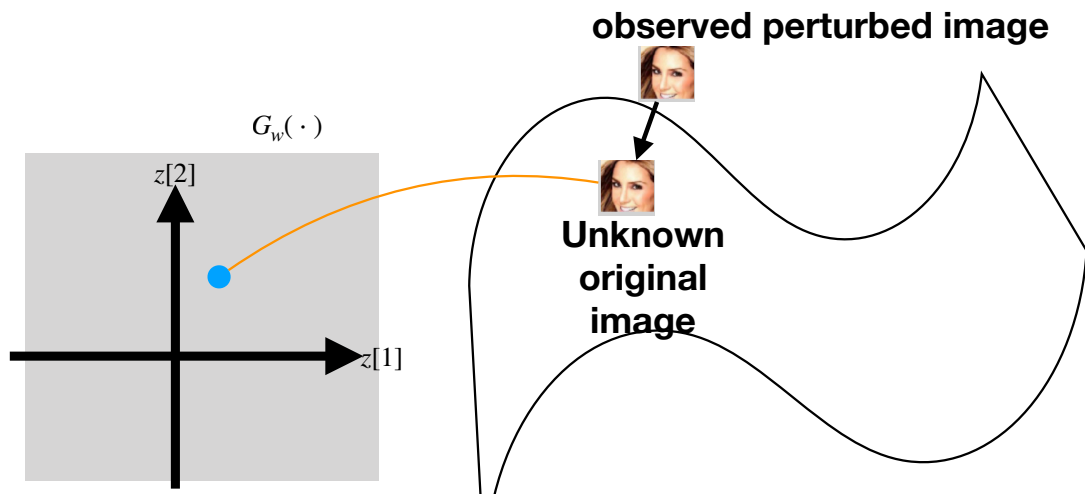 observed perturbed image
G_w( · )
z[2]
Unknown
original
image
z[1]